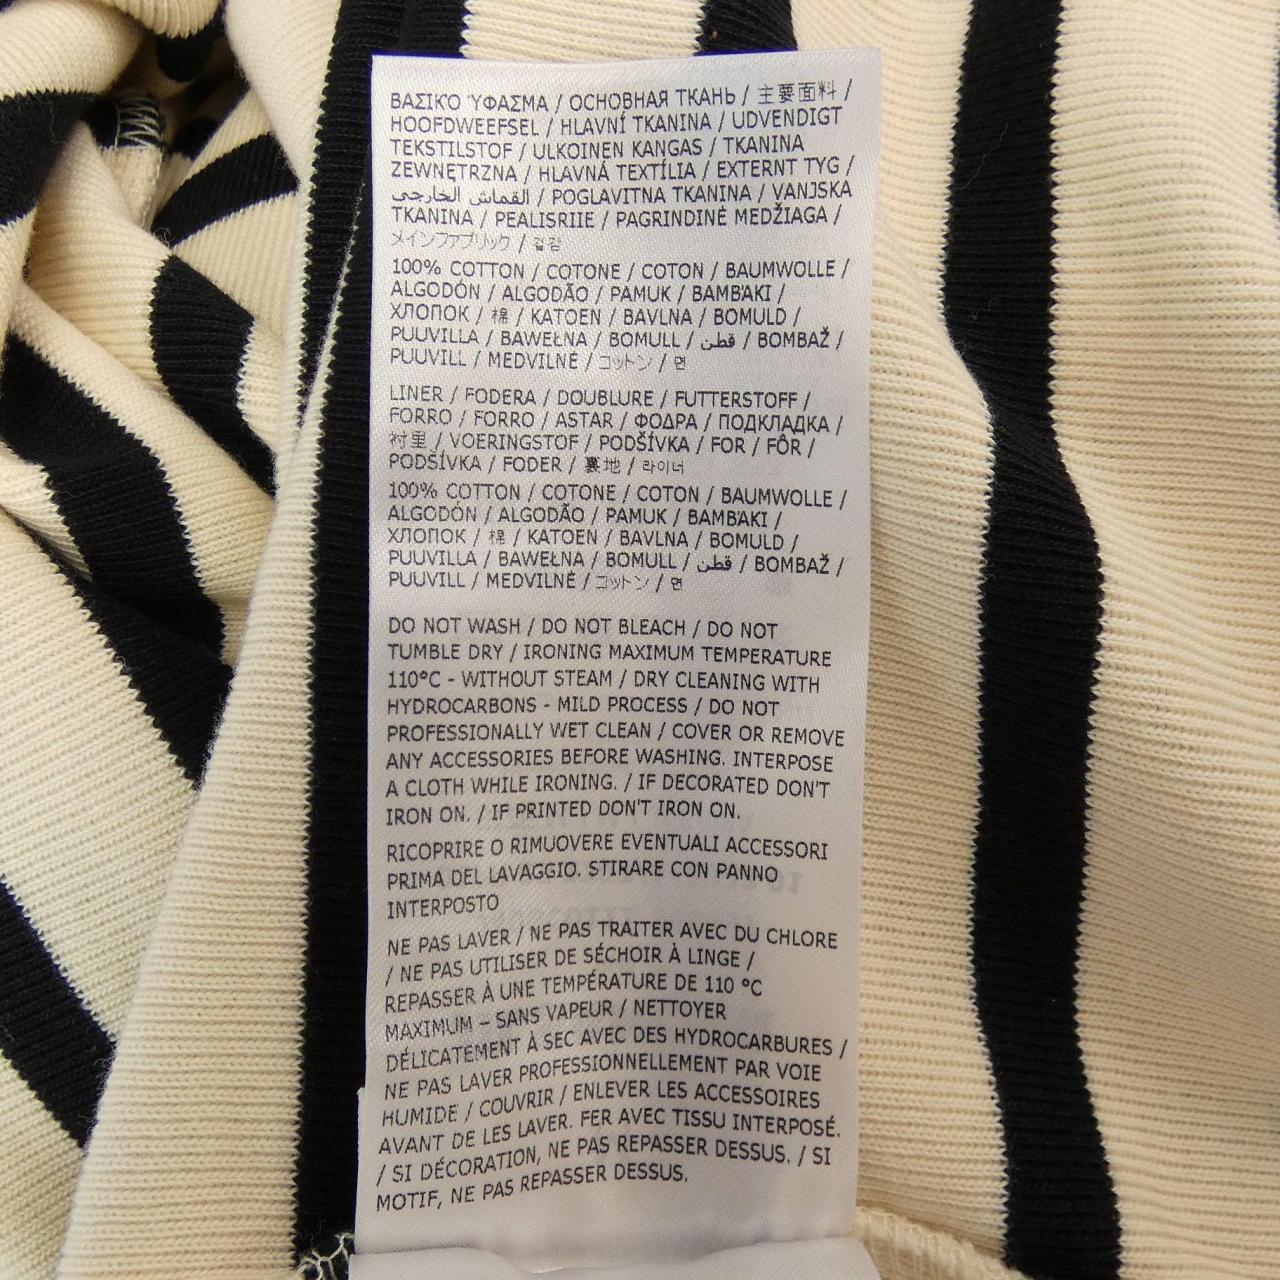 ΒΑΣΙΚΌ ΎΦΑΣΜΑ / ОСНОВНАЯ ТКАНЬ / 主要面料 /
HOOFDWEEFSEL / HLAVNÍ TKANINA / UDVENDIGT
TEKSTILSTOF / ULKOINEN KANGAS / TKANINA
ZEWNĘTRZNA / HLAVNÁ TEXTÍLIA / EXTERNT TYG /
القماش الخارجي / POGLAVITNA TKANINA / VANJSKA
TKANINA / PEALISRIIE / PAGRINDINĖ MEDŽIAGA /
メインファブリック / 겉감
100% COTTON / COTONE / COTON / BAUMWOLLE /
ALGODÓN / ALGODÃO / PAMUK / ΒΑΜΒΆΚΙ /
ХЛОПОК / 棉 / KATOEN / BAVLNA / BOMULD /
PUUVILLA / BAWEŁNA / BOMULL / قطن / BOMBAŽ /
PUUVILL / MEDVILNĖ / コットン / 면
LINER / FODERA / DOUBLURE / FUTTERSTOFF /
FORRO / FORRO / ASTAR / ΦΟΔΡΑ / ПОДКЛАДКА /
衬里 / VOERINGSTOF / PODŠÍVKA / FOR / FÔR /
PODŠÍVKA / FODER / 裏地 / 라이너
100% COTTON / COTONE / COTON / BAUMWOLLE /
ALGODÓN / ALGODÃO / PAMUK / ΒΑΜΒΆΚΙ /
ХЛОПОК / 棉 / KATOEN / BAVLNA / BOMULD /
PUUVILLA / BAWEŁNA / BOMULL / قطن / BOMBAŽ /
PUUVILL / MEDVILNĖ / コットン / 면
DO NOT WASH / DO NOT BLEACH / DO NOT
TUMBLE DRY / IRONING MAXIMUM TEMPERATURE
110°C - WITHOUT STEAM / DRY CLEANING WITH
HYDROCARBONS - MILD PROCESS / DO NOT
PROFESSIONALLY WET CLEAN / COVER OR REMOVE
ANY ACCESSORIES BEFORE WASHING. INTERPOSE
A CLOTH WHILE IRONING. / IF DECORATED DON'T
IRON ON. / IF PRINTED DON'T IRON ON.
RICOPRIRE O RIMUOVERE EVENTUALI ACCESSORI
PRIMA DEL LAVAGGIO. STIRARE CON PANNO
INTERPOSTO
NE PAS LAVER / NE PAS TRAITER AVEC DU CHLORE
/ NE PAS UTILISER DE SÉCHOIR À LINGE /
REPASSER À UNE TEMPÉRATURE DE 110 °C
MAXIMUM – SANS VAPEUR / NETTOYER
DÉLICATEMENT À SEC AVEC DES HYDROCARBURES /
NE PAS LAVER PROFESSIONNELLEMENT PAR VOIE
HUMIDE / COUVRIR / ENLEVER LES ACCESSOIRES
AVANT DE LES LAVER. FER AVEC TISSU INTERPOSÉ.
/ SI DÉCORATION, NE PAS REPASSER DESSUS. / SI
MOTIF, NE PAS REPASSER DESSUS.